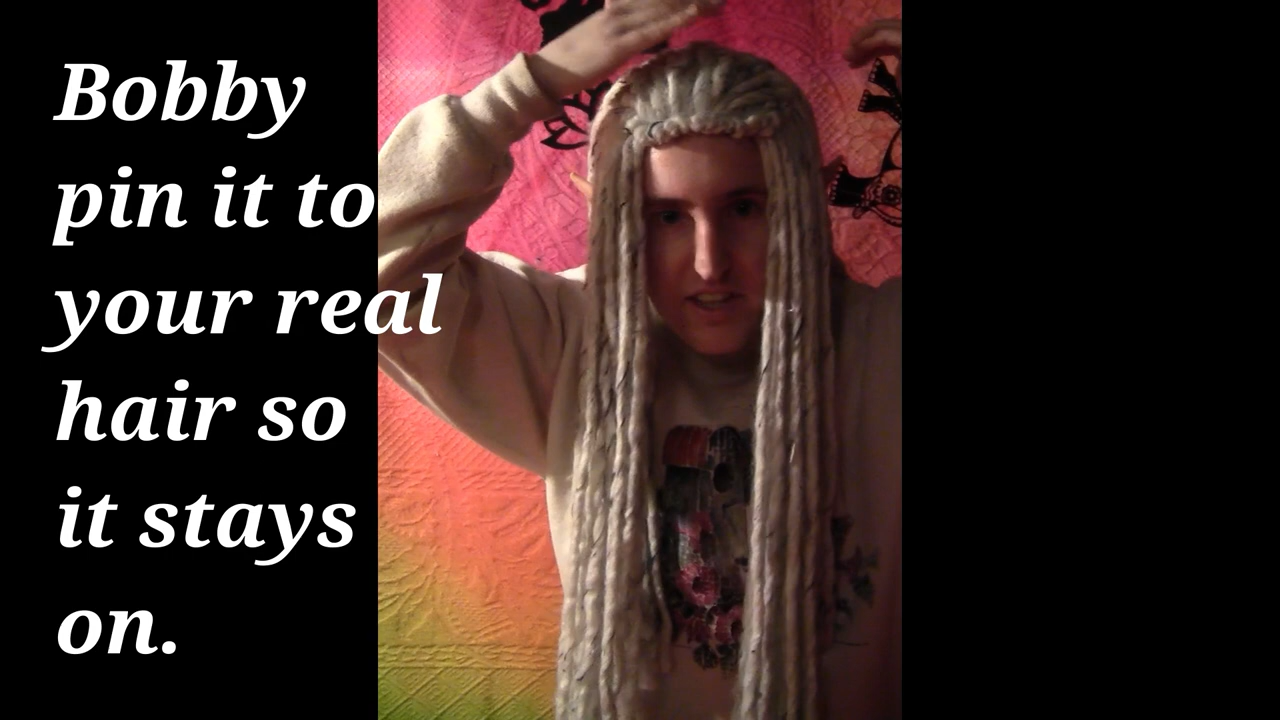 Bobby
pin it to
your real
hair so
it stays
on.